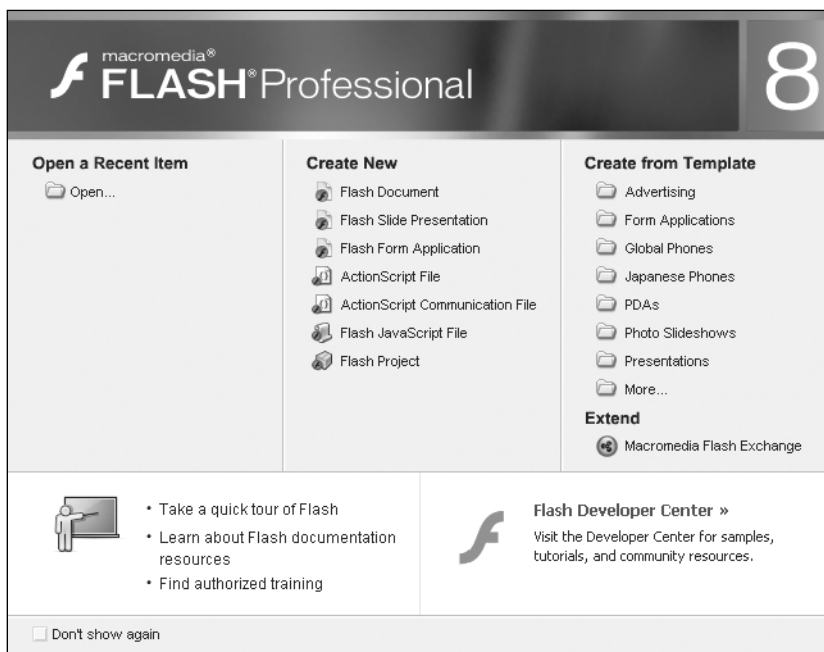 macromedia®
FLASH® Professional
8
Open a Recent Item
Open...
Create New
Flash Document
Flash Slide Presentation
Flash Form Application
ActionScript File
ActionScript Communication File
Flash JavaScript File
Flash Project
Create from Template
Advertising
Form Applications
Global Phones
Japanese Phones
PDAs
Photo Slideshows
Presentations
More...
Extend
Macromedia Flash Exchange
• Take a quick tour of Flash
• Learn about Flash documentation
resources
• Find authorized training
Flash Developer Center »
Visit the Developer Center for samples,
tutorials, and community resources.
Don't show again